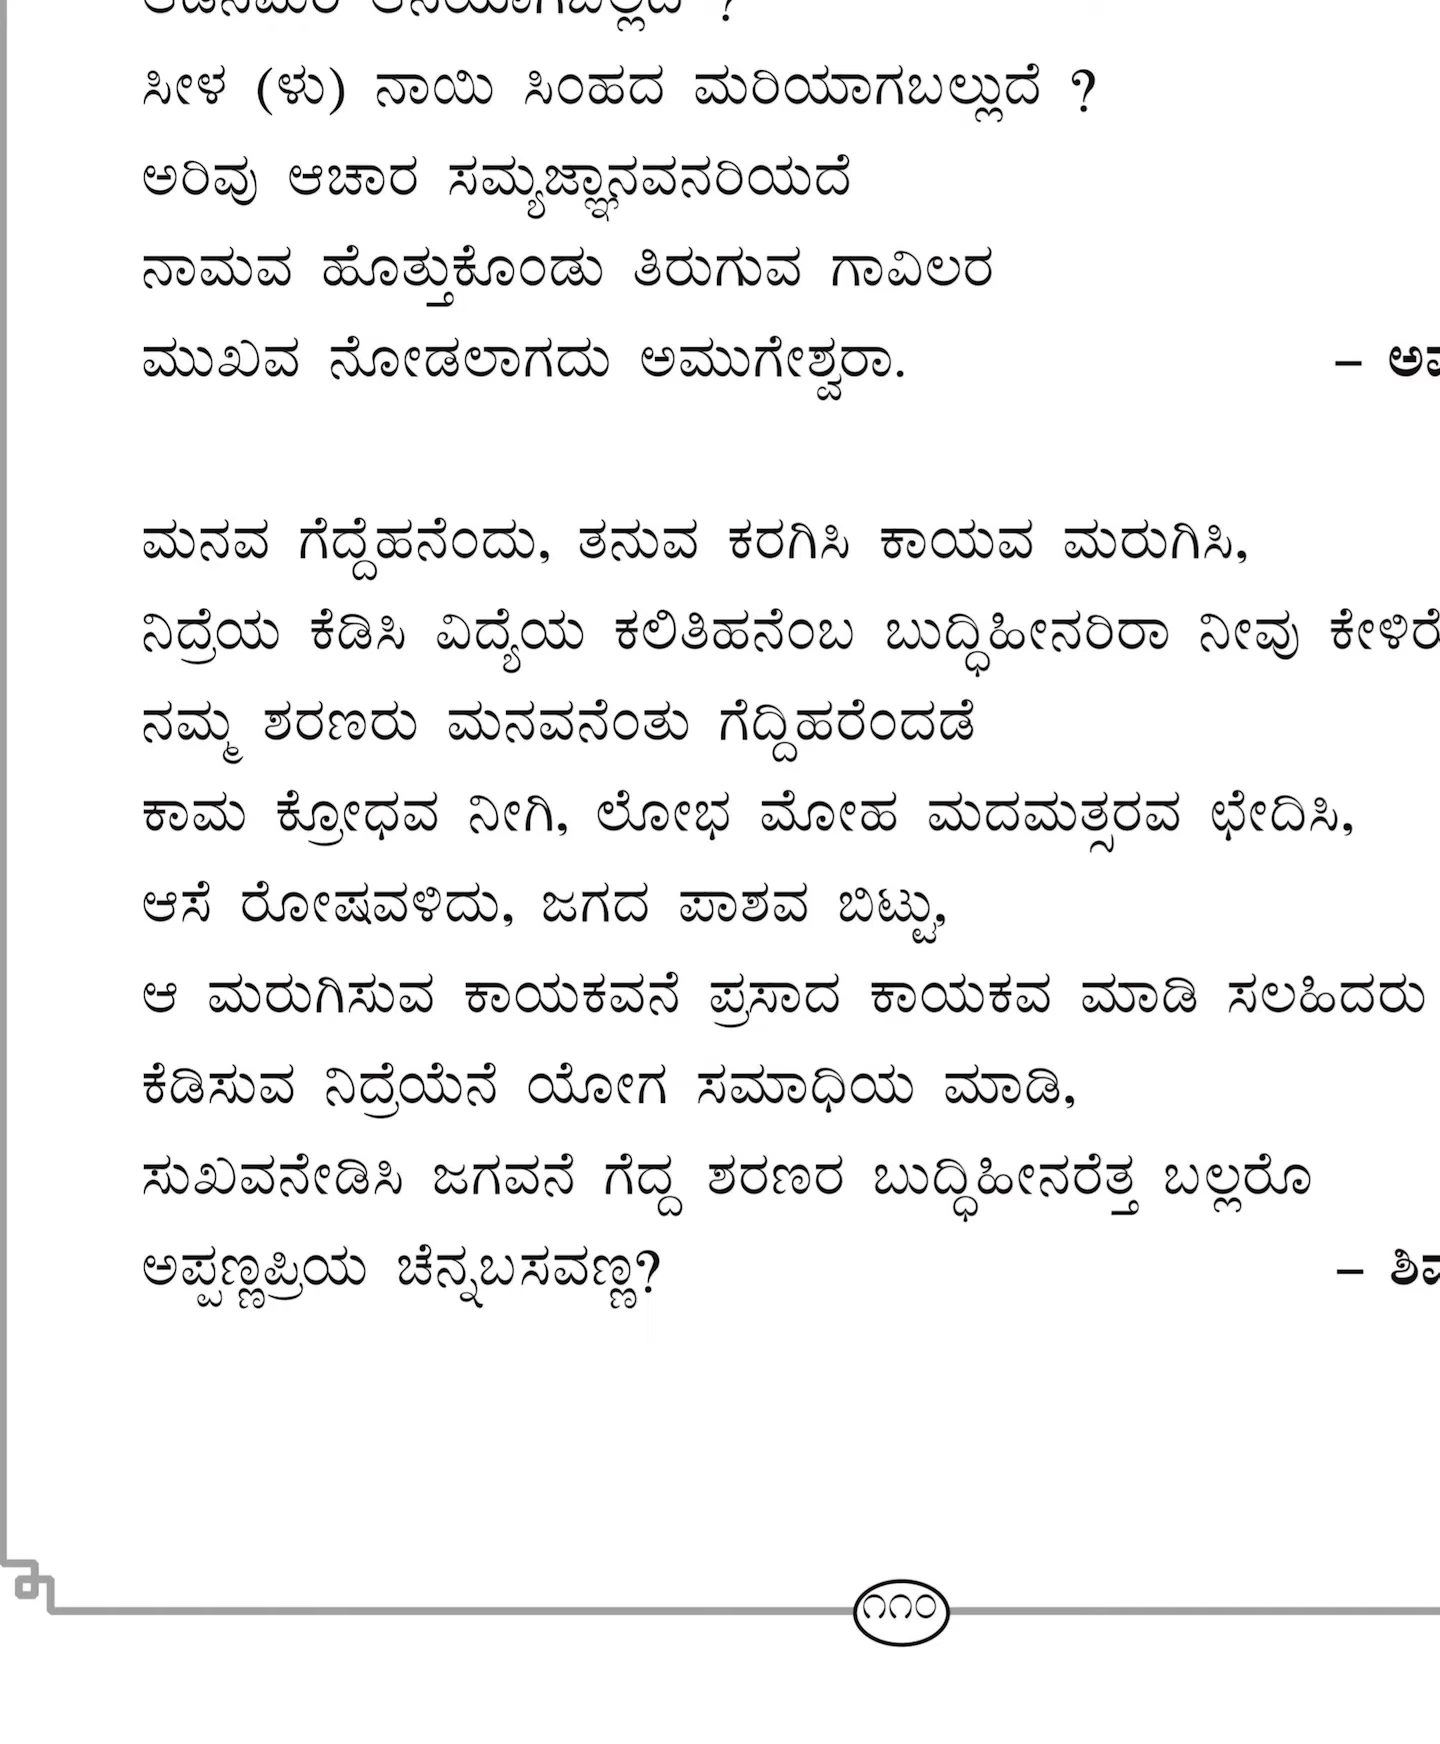 ಸೀಳ (ಳು) ನಾಯಿ ಸಿಂಹದ ಮರಿಯಾಗಬಲ್ಲುದೆ ?
ಅರಿವು ಆಚಾರ ಸಮ್ಯಜ್ಞಾನವನರಿಯದೆ
ನಾಮವ ಹೊತ್ತುಕೊಂಡು ತಿರುಗುವ ಗಾವಿಲರ
ಮುಖವ ನೋಡಲಾಗದು ಅಮುಗೇಶ್ವರಾ. –
ಮನವ ಗೆದ್ದೆಹನೆಂದು, ತನುವ ಕರಗಿಸಿ ಕಾಯವ ಮರುಗಿಸಿ,
ನಿದ್ರೆಯ ಕೆಡಿಸಿ ವಿದ್ಯೆಯ ಕಲಿತಿಹನೆಂಬ ಬುದ್ಧಿಹೀನರಿರಾ ನೀವು ಕೇಳಿರೆ
ನಮ್ಮ ಶರಣರು ಮನವನೆಂತು ಗೆದ್ದಿಹರೆಂದಡೆ
ಕಾಮ ಕ್ರೋಧವ ನೀಗಿ, ಲೋಭ ಮೋಹ ಮದಮತ್ಸರವ ಛೇದಿಸಿ,
ಆಸೆ ರೋಷವಳಿದು, ಜಗದ ಪಾಶವ ಬಿಟ್ಟು,
ಆ ಮರುಗಿಸುವ ಕಾಯಕವನೆ ಪ್ರಸಾದ ಕಾಯಕವ ಮಾಡಿ ಸಲಹಿದರು
ಕೆಡಿಸುವ ನಿದ್ರೆಯೆನೆ ಯೋಗ ಸಮಾಧಿಯ ಮಾಡಿ,
ಸುಖವನೇಡಿಸಿ ಜಗವನೆ ಗೆದ್ದ ಶರಣರ ಬುದ್ಧಿಹೀನರೆತ್ತ ಬಲ್ಲರೊ
ಅಪ್ಪಣ್ಣಪ್ರಿಯ ಚೆನ್ನಬಸವಣ್ಣ? –
೧೧೦